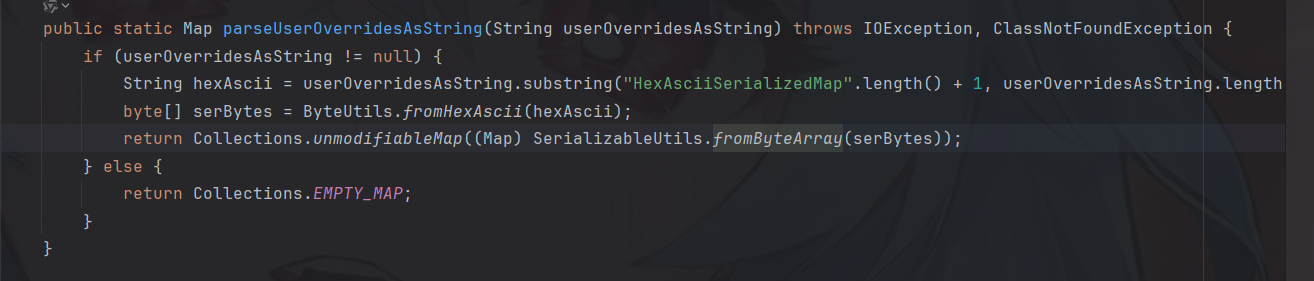 public static Map parseUserOverridesAsString(String userOverridesAsString) throws IOException, ClassNotFoundException {
    if (userOverridesAsString != null) {
        String hexAscii = userOverridesAsString.substring("HexAsciiSerializedMap".length() + 1, userOverridesAsString.length
        byte[] serBytes = ByteUtils.fromHexAscii(hexAscii);
        return Collections.unmodifiableMap((Map) SerializableUtils.fromByteArray(serBytes));
    } else {
        return Collections.EMPTY_MAP;
    }
}